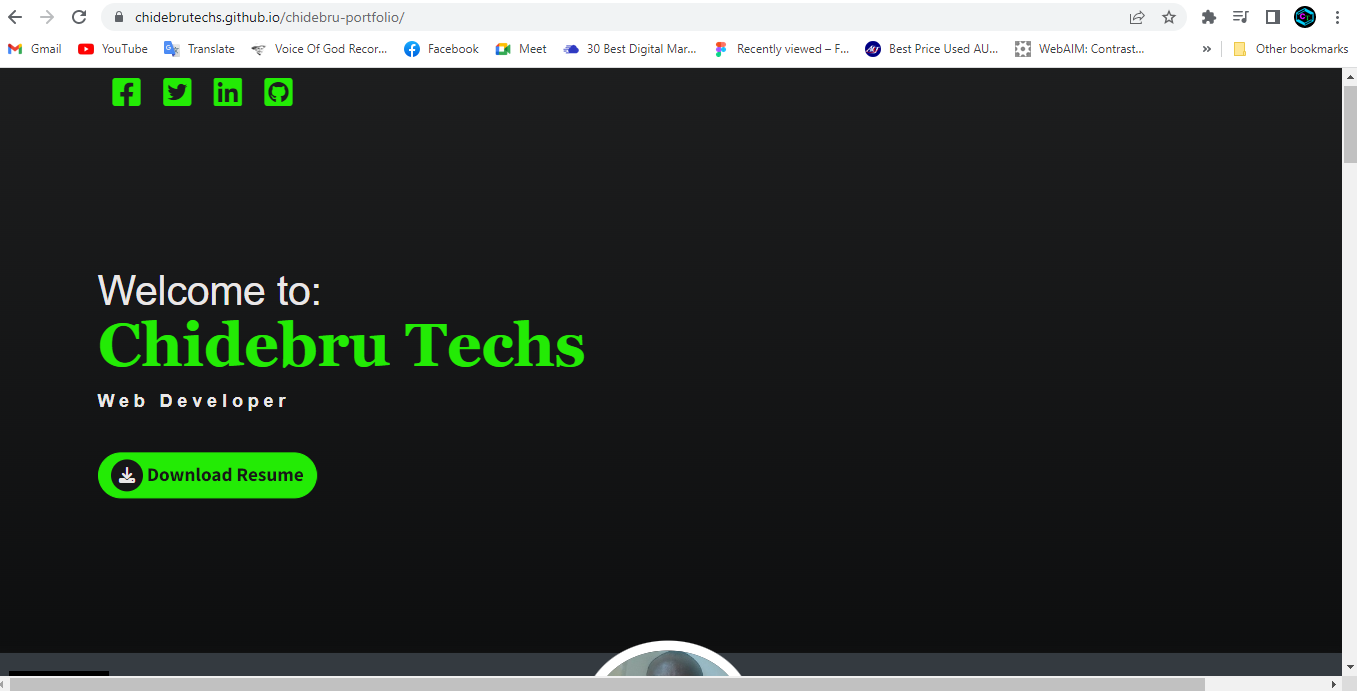 chidebrutechs.github.io/chidebru-portfolio/
Gmail YouTube Translate Voice Of God Recor... Facebook Meet 30 Best Digital Mar... Recently viewed – F... Best Price Used AU... WebAIM: Contrast... » Other bookmarks
Welcome to:
Chidebru Techs
Web Developer
Download Resume